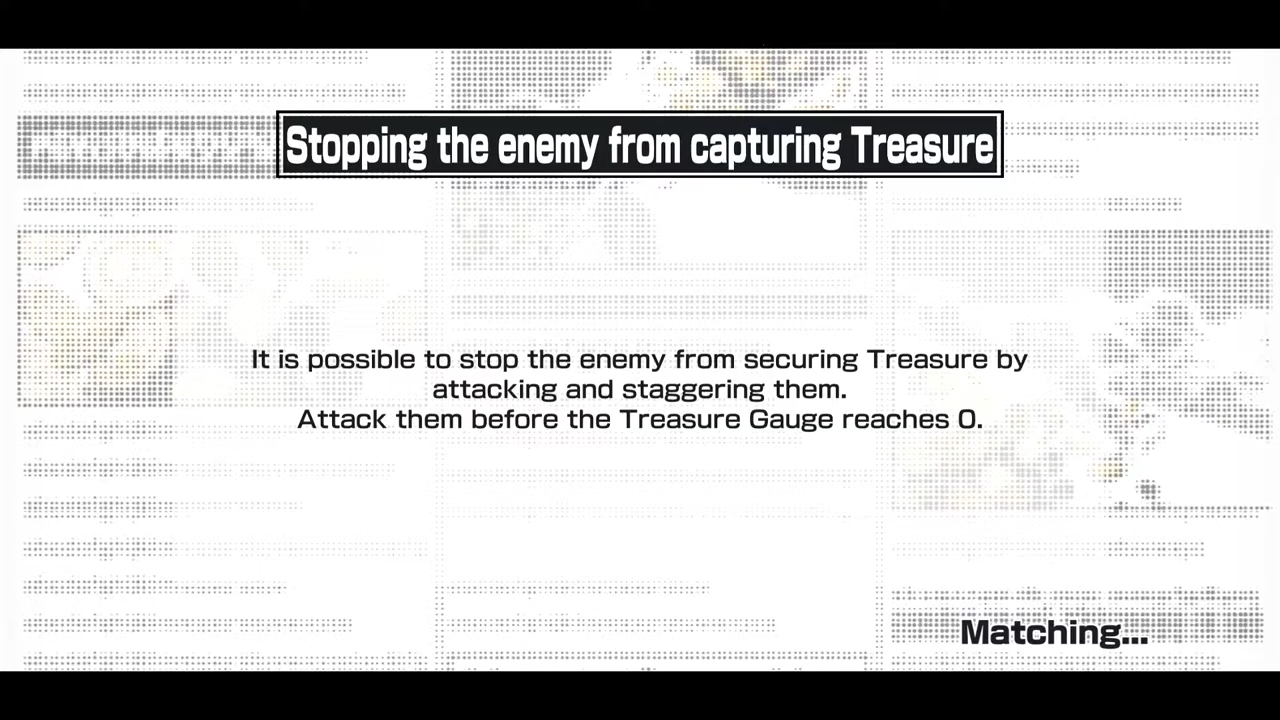 Stopping the enemy from capturing Treasure
It is possible to stop the enemy from securing Treasure by
attacking and staggering them.
Attack them before the Treasure Gauge reaches 0.
Matching...